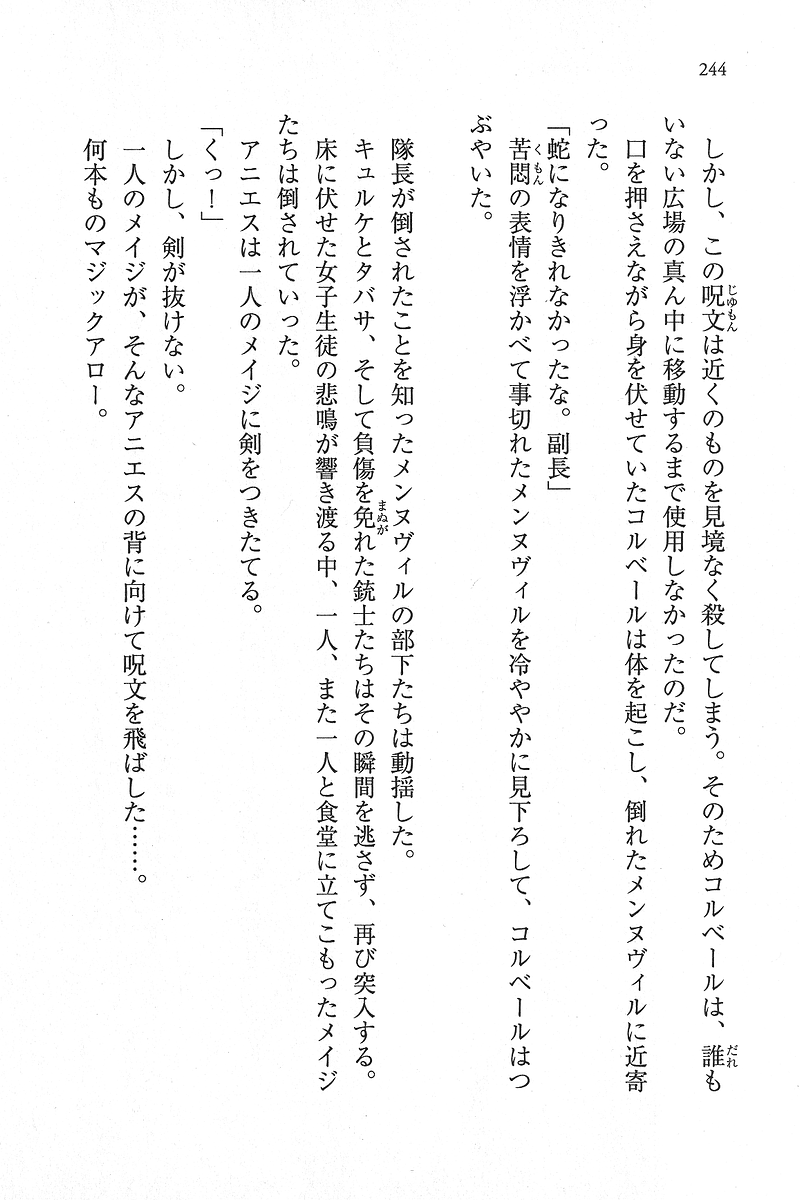 244
しかし、この呪文は近くのものを見境なく殺してしまう。そのためコルベールは、誰も
いない広場の真ん中に移動するまで使用しなかったのだ。
口を押さえながら身を伏せていたコルベールは体を起こし、倒れたメンヌヴィルに近寄
った。
「蛇になりきれなかったな。副長」
苦悶の表情を浮かべて事切れたメンヌヴィルを冷ややかに見下ろして、コルベールはつ
ぶやいた。
隊長が倒されたことを知ったメンヌヴィルの部下たちは動揺した。
キュルケとタバサ、そして負傷を免れた銃士たちはその瞬間を逃さず、再び突入する。
床に伏せた女子生徒の悲鳴が響き渡る中、一人、また一人と食堂に立てこもったメイジ
たちは倒されていった。
アニエスは一人のメイジに剣をつきたてる。
「くっ！」
しかし、剣が抜けない。
一人のメイジが、そんなアニエスの背に向けて呪文を飛ばした……。
何本ものマジックアロー。